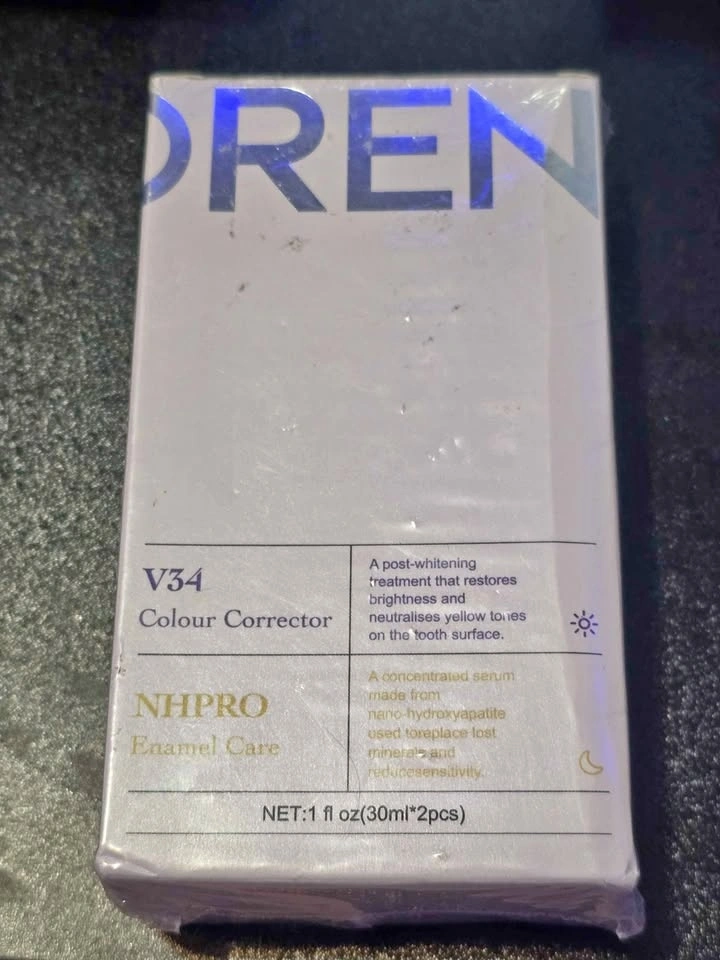 OREN
V34
Colour Corrector
A post-whitening
treatment that restores
brightness and
neutralises yellow tones
on the tooth surface.
NHPRO
Enamel Care
A concentrated serum
made from
nano-hydroxyapatite
used toreplace lost
minerals and
reducesensitivity.
NET:1 fl oz(30ml*2pcs)